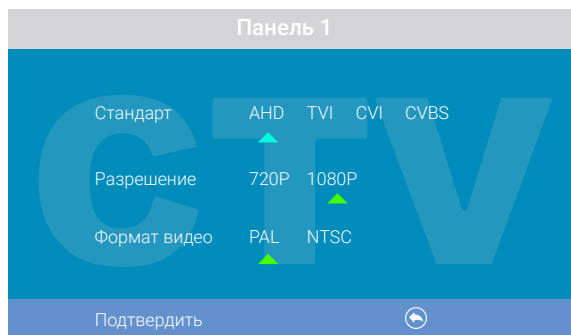 Панель 1
CTV
Стандарт AHD TVI CVI CVBS
Разрешение 720P 1080P
Формат видео PAL NTSC
Подтвердить